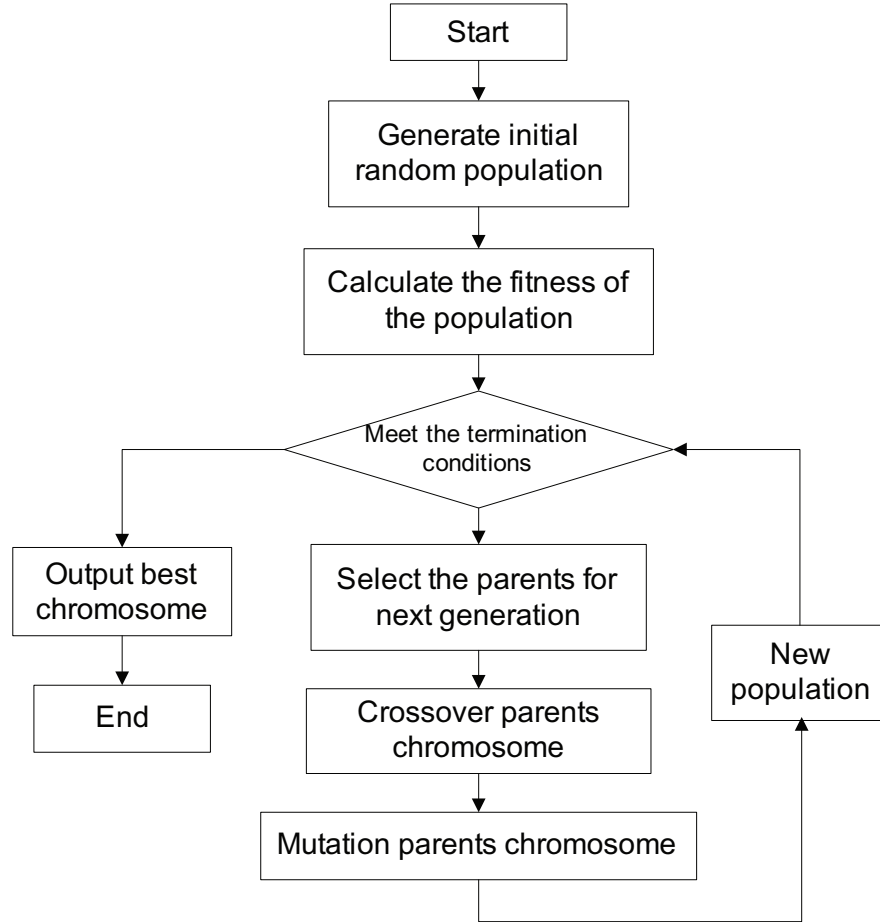 Start
Generate initial
random population
Calculate the fitness of
the population
Meet the termination
conditions
Output best
chromosome
End
Select the parents for
next generation
Crossover parents
chromosome
Mutation parents chromosome
New
population